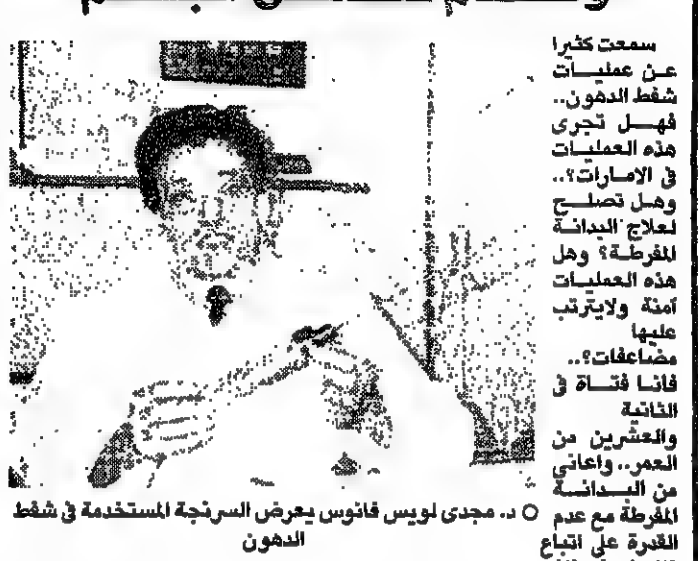 سمعت كثيرا
عن عمليات
شفط الدهون..
فهل تجرى
هذه العمليات
في الامارات؟..
وهل تصلح
لعلاج البدانة
المفرطة؟ وهل
هذه العمليات
آمنة ولايترتب
عليها
مضاعفات؟..
فانا فتاة في
الثانية
والعشرين من
العمر.. واعاني
من البدانة
المفرطة مع عدم
القدرة على اتباع
د. مجدى لويس فانوس يعرض السرنجة المستخدمة في شفط
الدهون